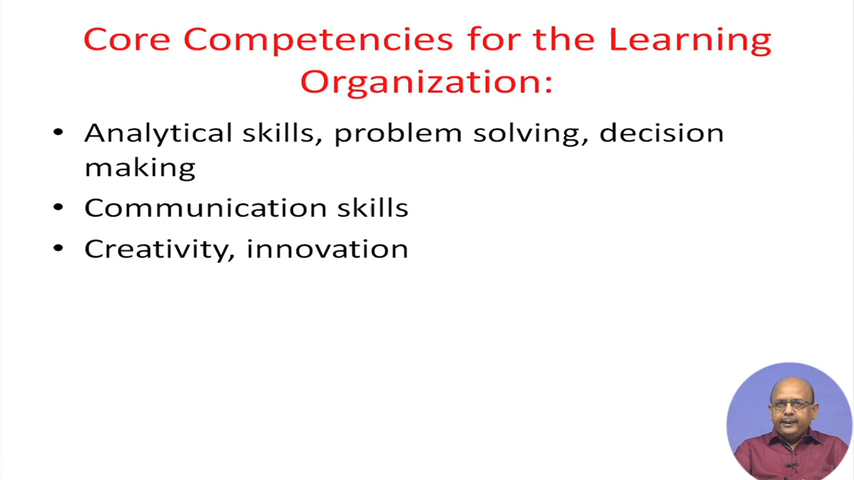 Core Competencies for the Learning
Organization:
• Analytical skills, problem solving, decision
making
• Communication skills
• Creativity, innovation